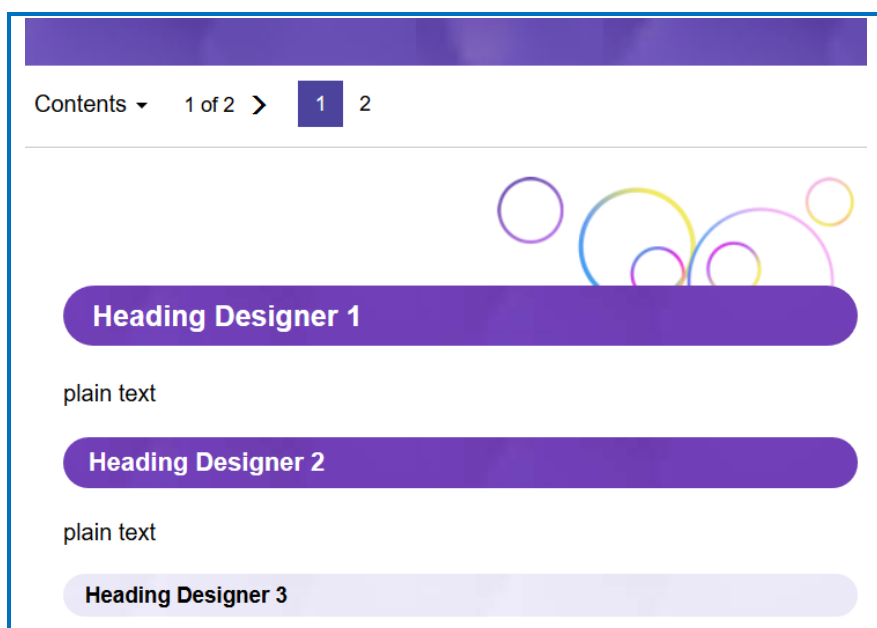 Contents 1 of 2 1 2
Heading Designer 1
plain text
Heading Designer 2
plain text
Heading Designer 3